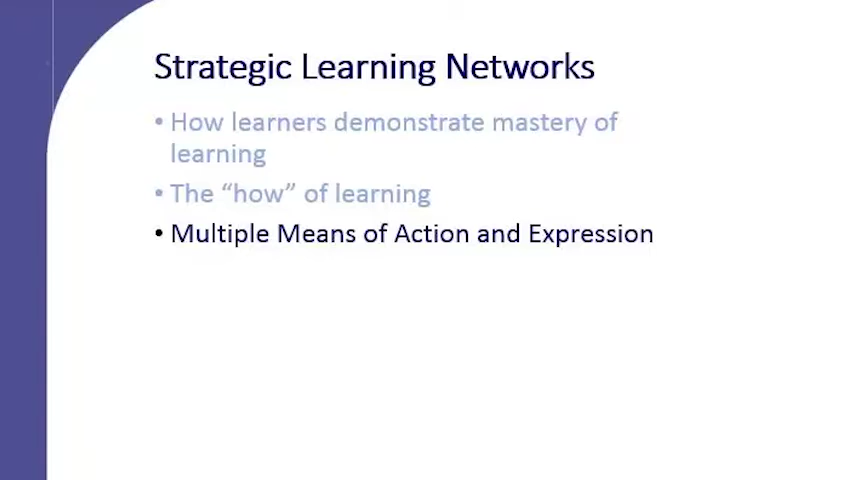 Strategic Learning Networks
• How learners demonstrate mastery of
learning
• The “how” of learning
• Multiple Means of Action and Expression